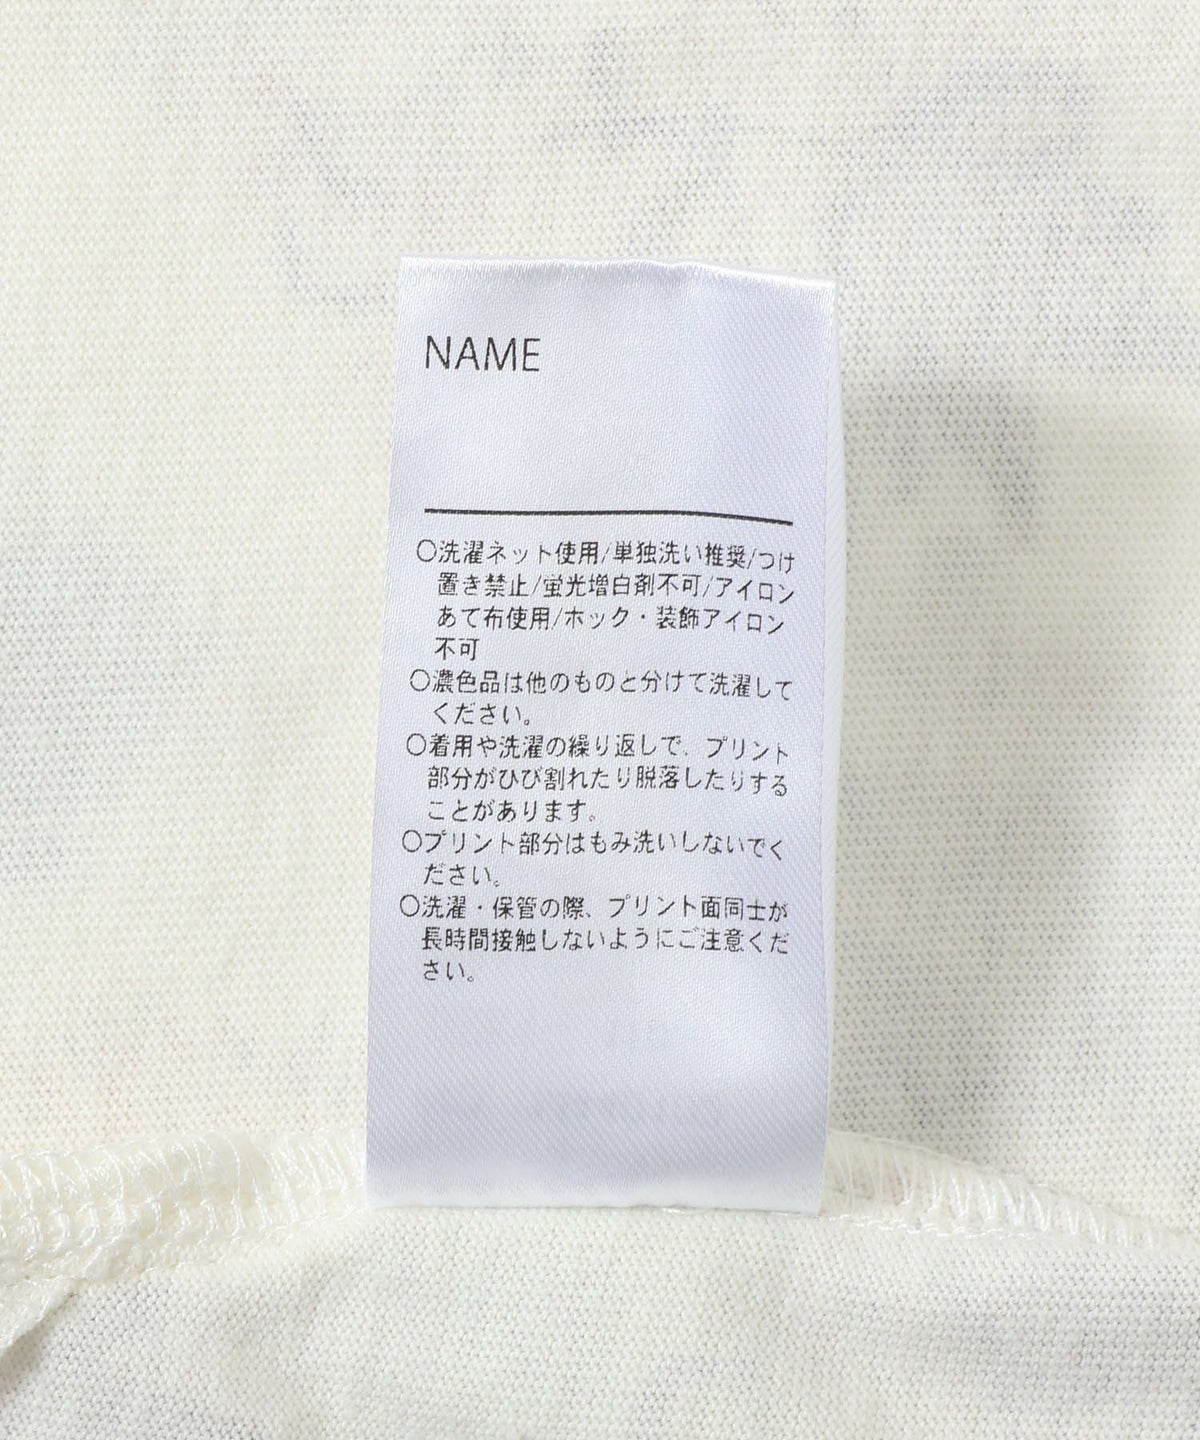 NAME
○洗濯ネット使用/単独洗い推奨/つけ
置き禁止/蛍光増白剤不可/アイロン
あて布使用/ホック・装飾アイロン
不可
○濃色品は他のものと分けて洗濯して
ください。
○着用や洗濯の繰り返しで、プリント
部分がひび割れたり脱落したりする
ことがあります。
○プリント部分はもみ洗いしないでく
ださい。
○洗濯・保管の際、プリント面同士が
長時間接触しないようにご注意くだ
さい。